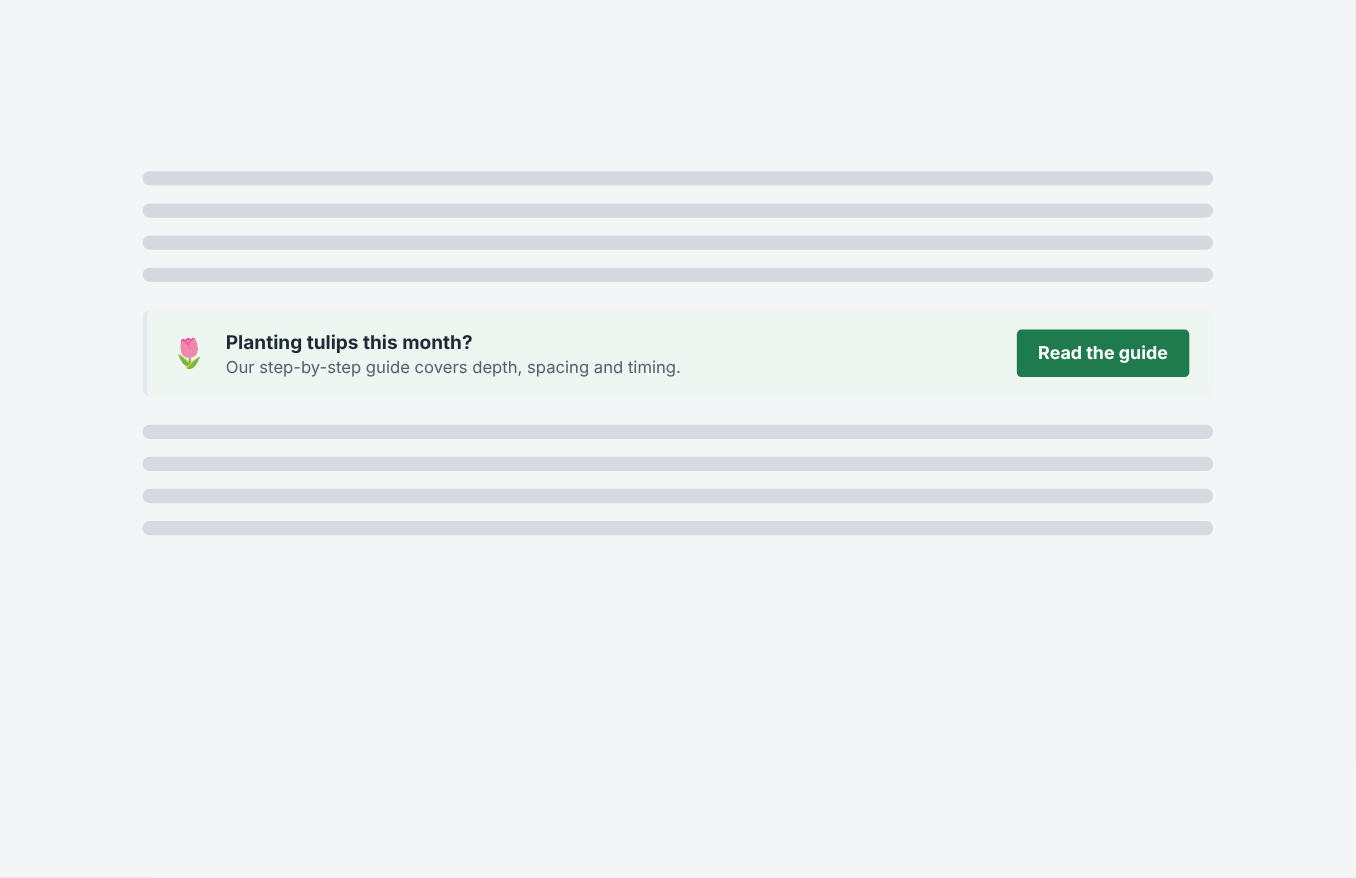 Planting tulips this month?
Our step-by-step guide covers depth, spacing and timing.
Read the guide